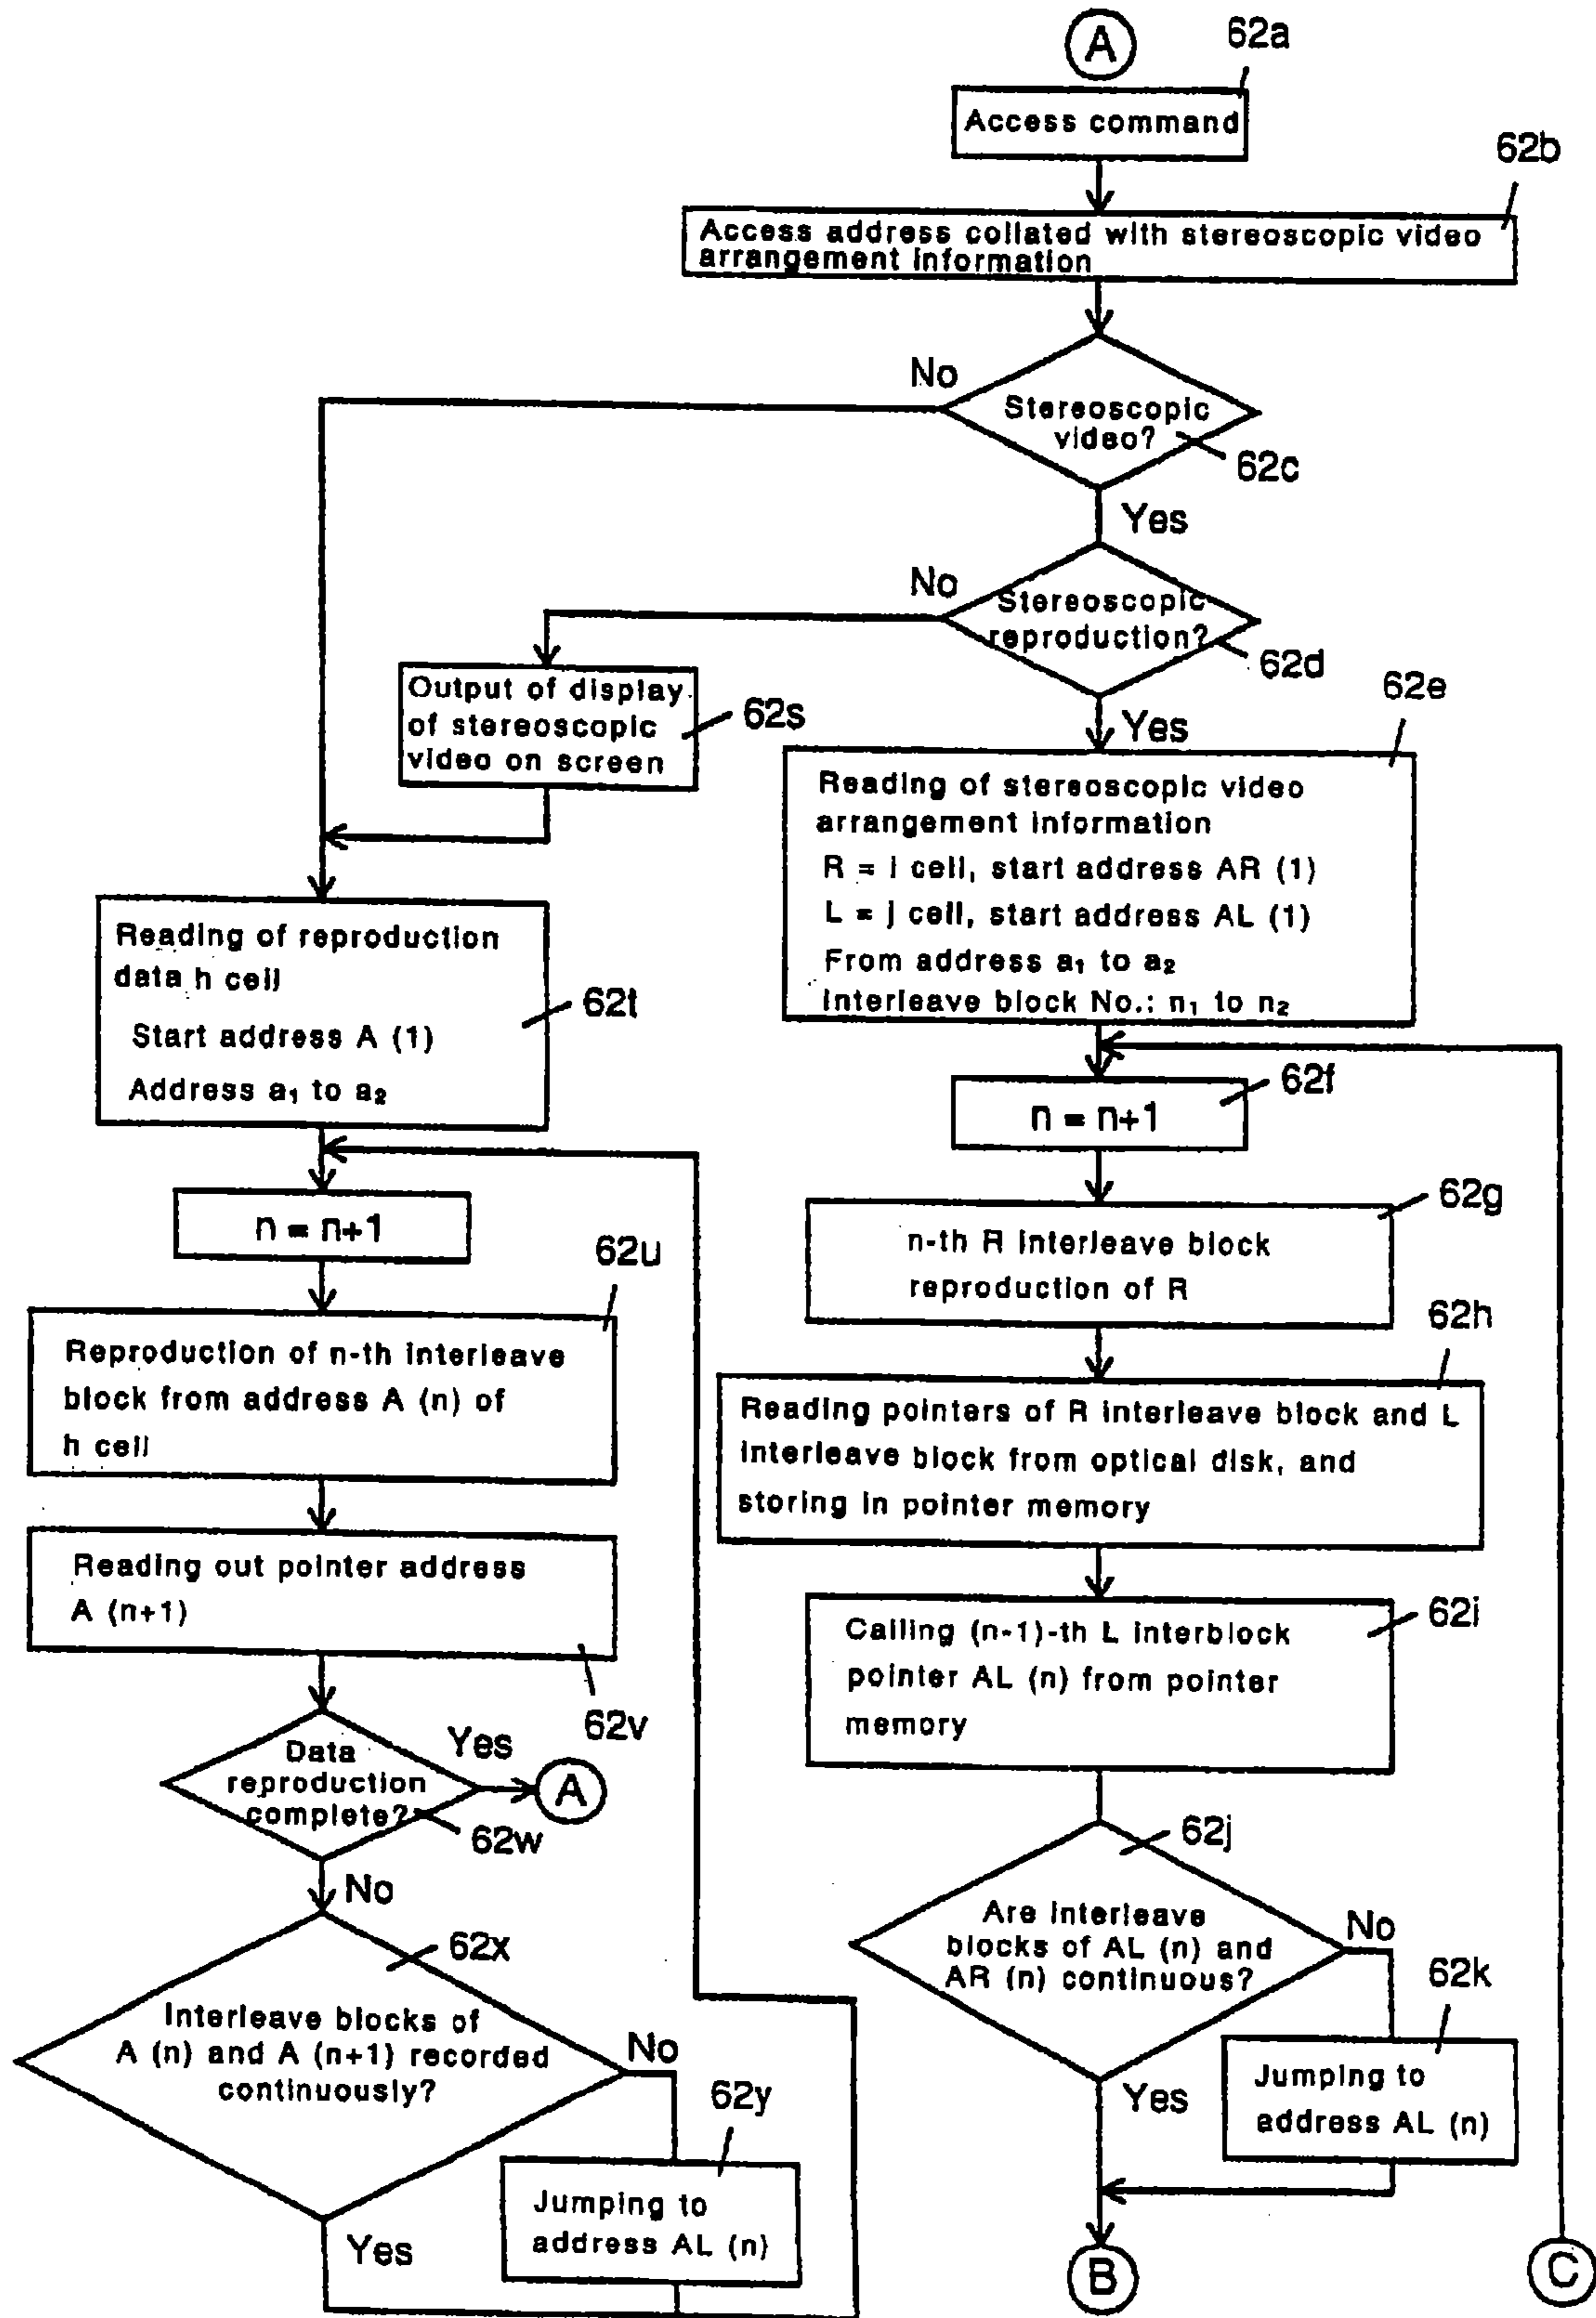 A
62a
Access command
62b
Access address collated with stereoscopic video
arrangement information
No
Stereoscopic
video?
62c
Yes
No
Stereoscopic
reproduction?
62d
Yes
Output of display
of stereoscopic
video on screen
62s
62e
Reading of stereoscopic video
arrangement information
R = i cell, start address AR (1)
L = j cell, start address AL (1)
From address a₁ to a₂
Interleave block No.: n₁ to n₂
Reading of reproduction
data h cell
Start address A (1)
Address a₁ to a₂
62t
62f
n = n+1
n = n+1
62g
n-th R interleave block
reproduction of R
62u
Reproduction of n-th interleave
block from address A (n) of
h cell
62h
Reading pointers of R interleave block and L
interleave block from optical disk, and
storing in pointer memory
Reading out pointer address
A (n+1)
62v
62i
Calling (n-1)-th L interblock
pointer AL (n) from pointer
memory
Data
reproduction
complete?
Yes
A
62w
No
62j
Are interleave
blocks of AL (n) and
AR (n) continuous?
No
62k
Jumping to
address AL (n)
Yes
62x
Interleave blocks of
A (n) and A (n+1) recorded
continuously?
No
62y
Jumping to
address AL (n)
Yes
B
C